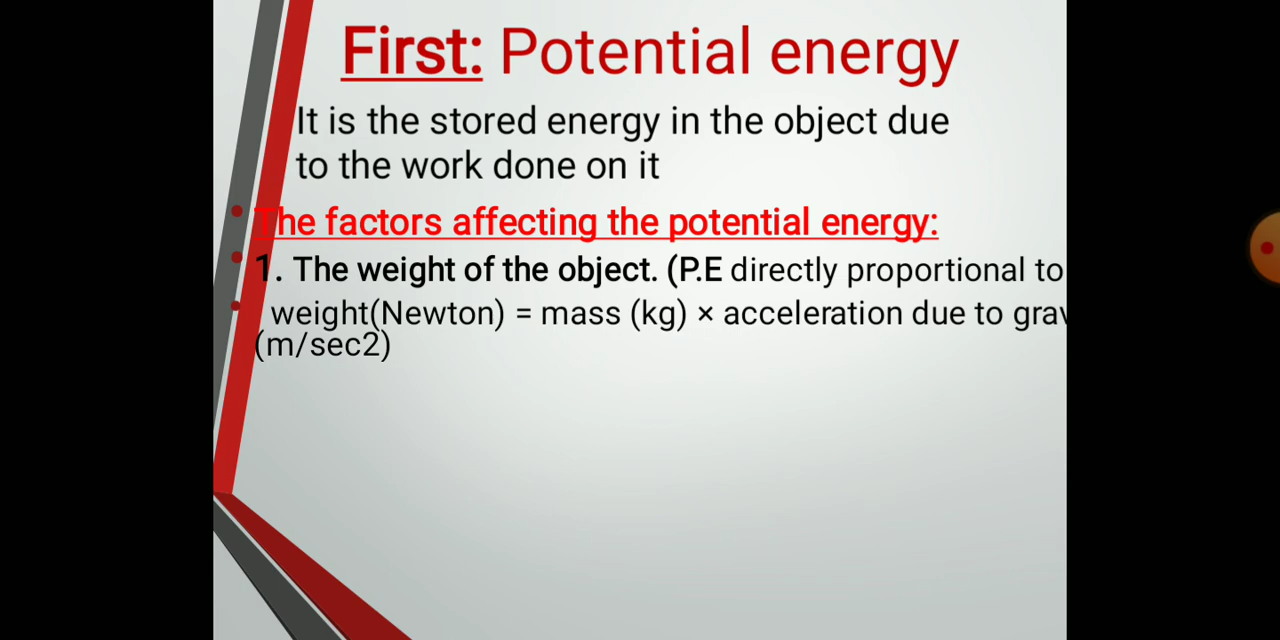 First: Potential energy
It is the stored energy in the object due
to the work done on it
The factors affecting the potential energy:
1. The weight of the object. (P.E directly proportional to
weight(Newton) = mass (kg) × acceleration due to
(m/sec2)